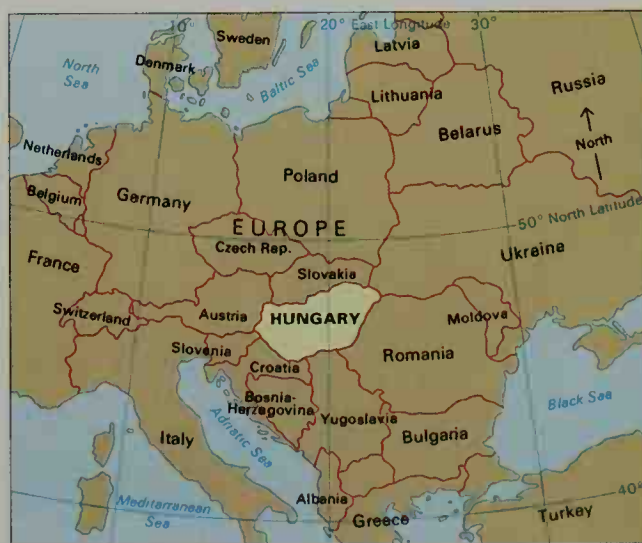 10°
20° East Longitude
30°
Sweden
Latvia
Denmark
North
Sea
Baltic Sea
Lithuania
Russia
Belarus
North
Netherlands
Belgium
Germany
Poland
EUROPE
50° North Latitude
Czech Rep.
Ukraine
France
Slovakia
Switzerland
Austria
HUNGARY
Moldova
Slovenia
Romania
Croatia
Bosnia-
Herzegovina
Yugoslavia
Black Sea
Italy
Adriatic
Sea
Bulgaria
Mediterranean
Sea
Albania
Greece
Turkey
40°